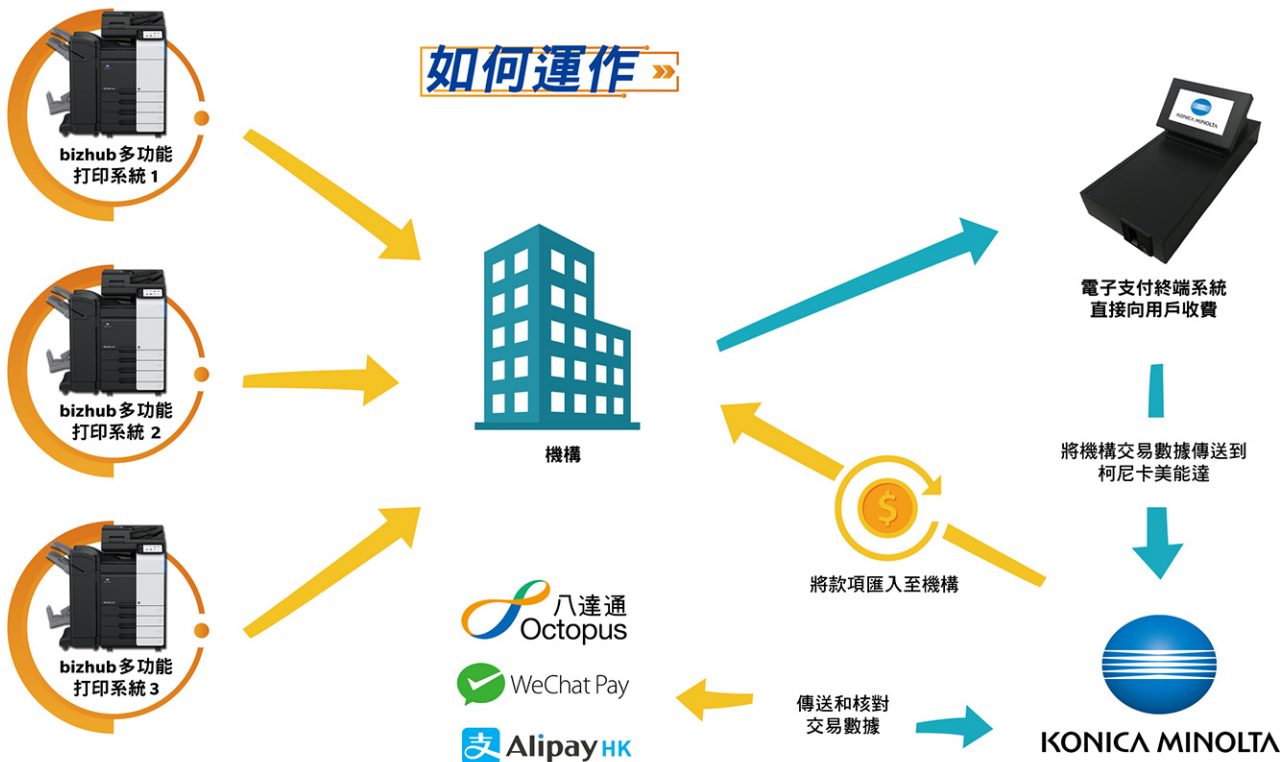 如何運作
bizhub多功能
打印系統 1
bizhub多功能
打印系統 2
bizhub多功能
打印系統 3
機構
KONICA MINOLTA
電子支付終端系統
直接向用戶收費
將機構交易數據傳送到
柯尼卡美能達
$
將款項匯入至機構
八達通
Octopus
WeChat Pay
支 Alipay HK
傳送和核對
交易數據
KONICA MINOLTA